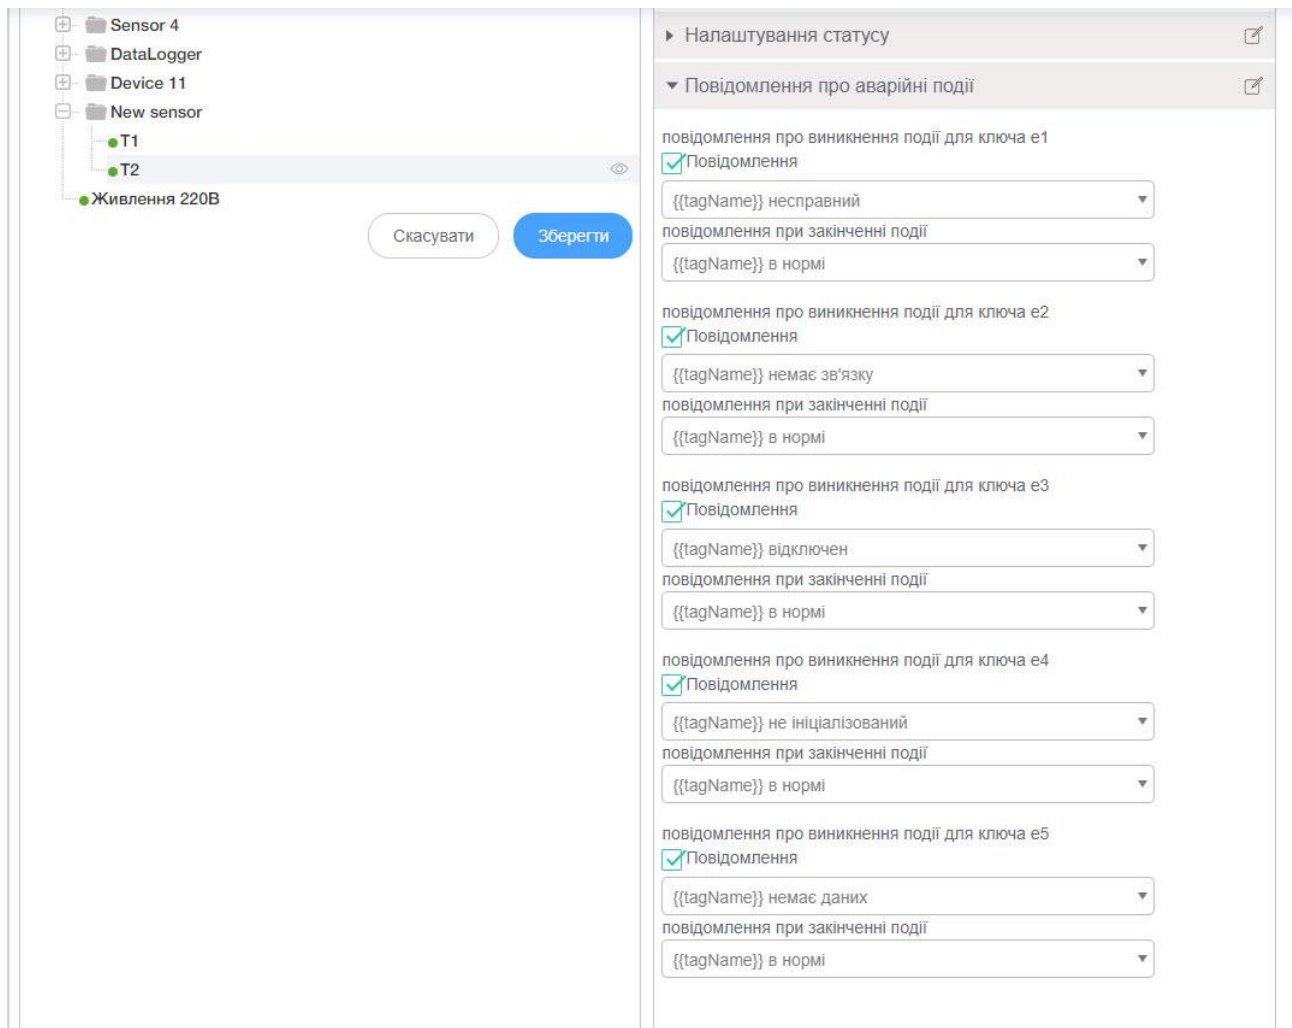 Sensor 4
DataLogger
Device 11
New sensor
T1
T2
Живлення 220В
Скасувати
Зберегти
Налаштування статусу
Повідомлення про аварійні події
повідомлення про виникнення події для ключа e1
Повідомлення
{{tagName}} несправний
повідомлення при закінченні події
{{tagName}} в нормі
повідомлення про виникнення події для ключа e2
Повідомлення
{{tagName}} немає зв'язку
повідомлення при закінченні події
{{tagName}} в нормі
повідомлення про виникнення події для ключа e3
Повідомлення
{{tagName}} відключен
повідомлення при закінченні події
{{tagName}} в нормі
повідомлення про виникнення події для ключа e4
Повідомлення
{{tagName}} не ініціалізований
повідомлення при закінченні події
{{tagName}} в нормі
повідомлення про виникнення події для ключа e5
Повідомлення
{{tagName}} немає даних
повідомлення при закінченні події
{{tagName}} в нормі